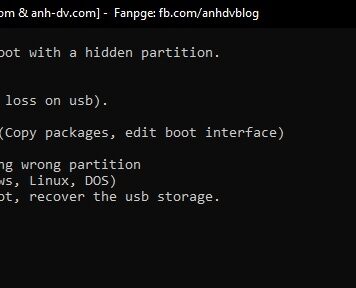 om & anh-dv.com] - Fanpge: fb.com/anhdvblog
oot with a hidden partition.
loss on usb).
(Copy packages, edit boot interface)
ng wrong partition
ws, Linux, DOS)
ot, recover the usb storage.